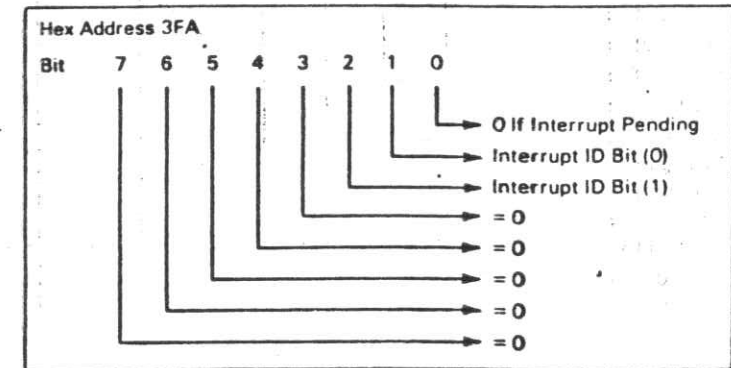 Hex Address 3FA
Bit 7 6 5 4 3 2 1 0
0 If Interrupt Pending
Interrupt ID Bit (0)
Interrupt ID Bit (1)
= 0
= 0
= 0
= 0
= 0